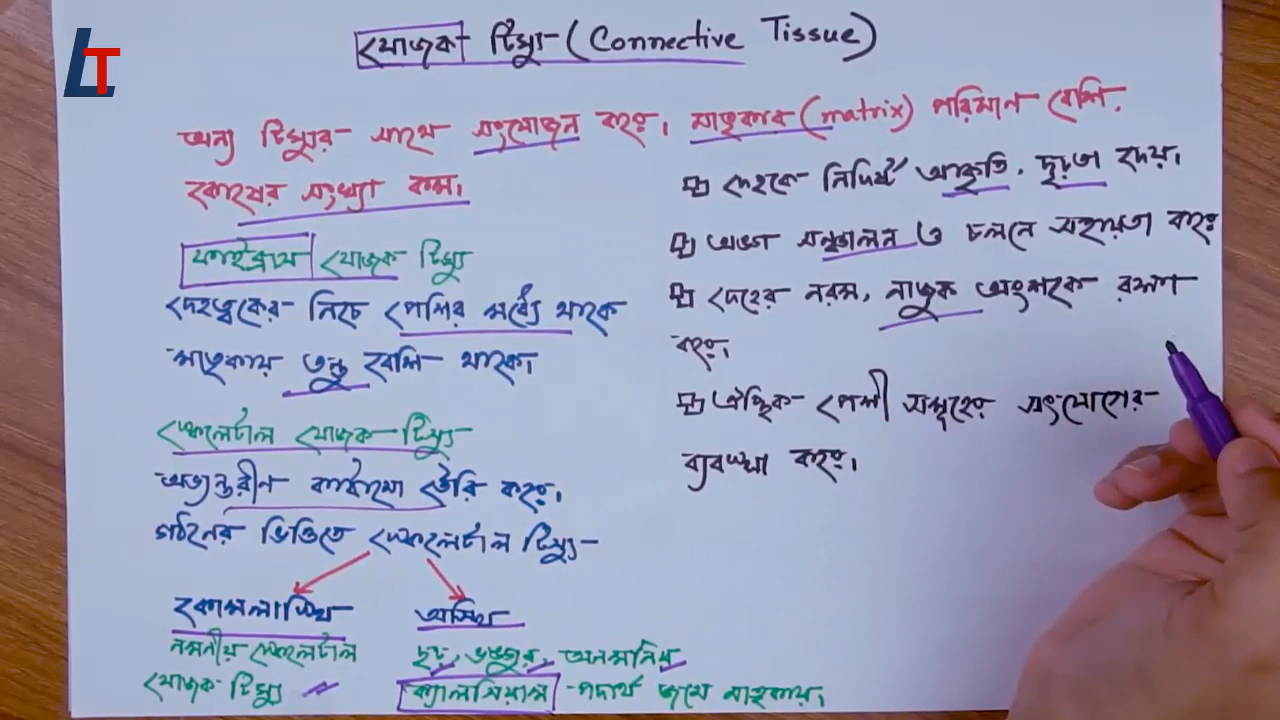 LT
যোজক টিস্যু (Connective Tissue)
অন্য টিস্যুর সাথে সংযোজন করে। মাতৃকার (matrix) পরিমান বেশি.
কোষের সংখ্যা কম।
ফাইব্রাস যোজক টিস্যু
দেহত্বকের নিচে পেশির মধ্যে থাকে
মাতৃকায় তন্তু বেশি থাকে।
স্কেলেটাল যোজক টিস্যু
অভ্যন্তরীন কাঠামো তৈরি করে।
গঠনের ভিত্তিতে স্কেলেটাল টিস্যু-
কোমলাস্থি
নমনীয় স্কেলেটাল
যোজক টিস্যু
অস্থি
দৃঢ়, ভঙ্গুর, অনমনিয়
ক্যালসিয়াম - পদার্থ জমে মাতৃকায়।
দেহকে নির্দিষ্ট আকৃতি, দৃঢ়তা দেয়।
অঙ্গ সঞ্চালন ও চলনে সহায়তা করে
দেহের নরম, নাজুক অংশকে রক্ষা
করে।
ঐচ্ছিক পেশী সমূহের সংযোগের
ব্যবস্থা করে।